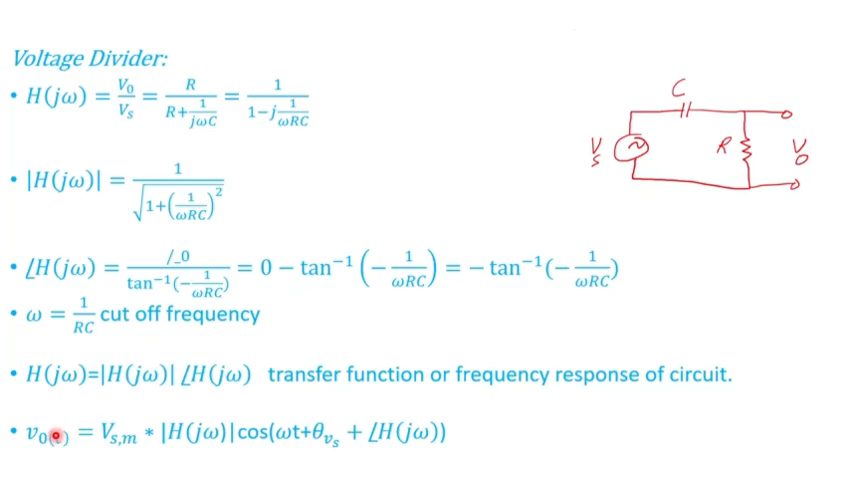 Voltage Divider:
• H(jω) = V₀/Vₛ = R/(R+1/(jωC)) = 1/(1−j1/(ωRC))
• |H(jω)| = 1/√(1+(1/(ωRC))²)
• ⌊H(jω) = /_0/tan⁻¹(−1/(ωRC)) = 0 − tan⁻¹(−1/(ωRC)) = − tan⁻¹(−1/(ωRC))
• ω = 1/RC cut off frequency
• H(jω)=|H(jω)| ⌊H(jω) transfer function or frequency response of circuit.
• v₀( ) = Vₛ,ₘ * |H(jω)|cos(ωt+θᵥₛ + ⌊H(jω))
C
Vs
R
Vo